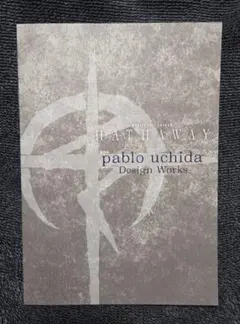 HATHAWAY
pablo uchida
Design Works